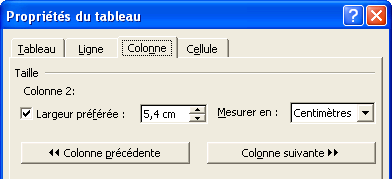 Propriétés du tableau
Tableau Ligne Colonne Cellule
Taille
Colonne 2:
Largeur préférée : 5,4 cm Mesurer en : Centimètres
Colonne précédente Colonne suivante